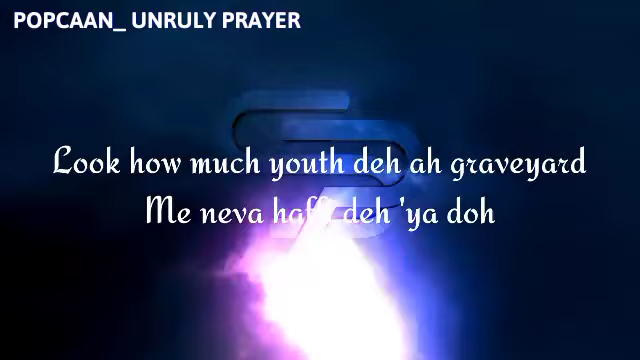 POPCAAN_ UNRULY PRAYER
Look how much youth deh ah graveyard
Me neva haffi deh 'ya doh